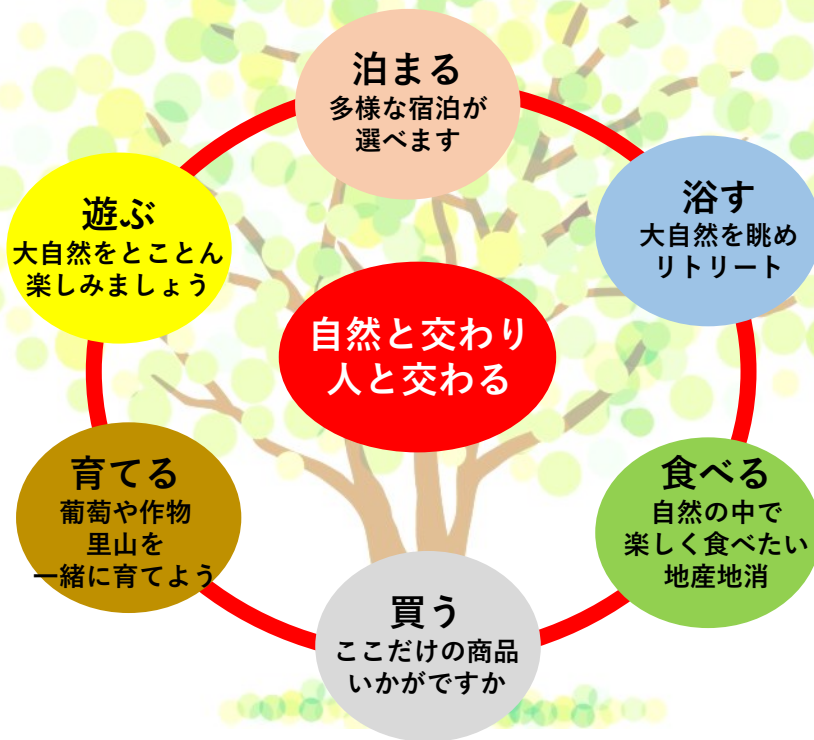 泊まる
多様な宿泊が
選べます
浴す
大自然を眺め
リトリート
食べる
自然の中で
楽しく食べたい
地産地消
買う
ここだけの商品
いかがですか
育てる
葡萄や作物
里山を
一緒に育てよう
遊ぶ
大自然をとことん
楽しみましょう
自然と交わり
人と交わる